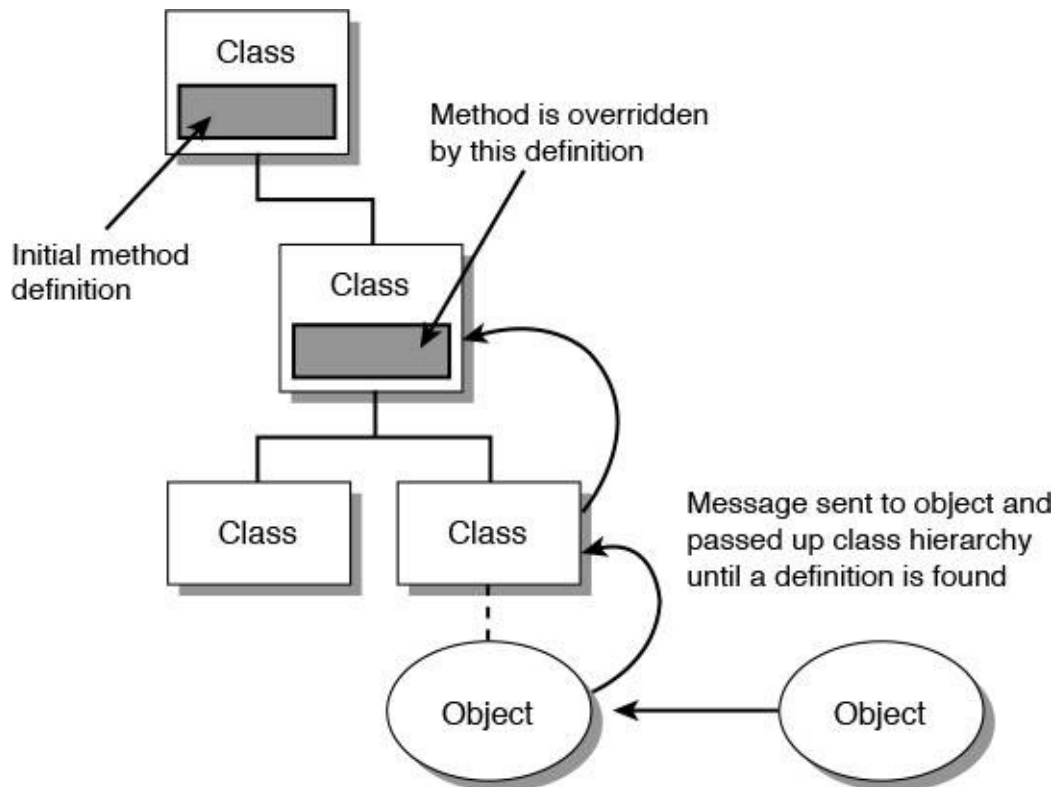 Class
Method is overridden
by this definition
Initial method
definition
Class
Class
Class
Message sent to object and
passed up class hierarchy
until a definition is found
Object
Object